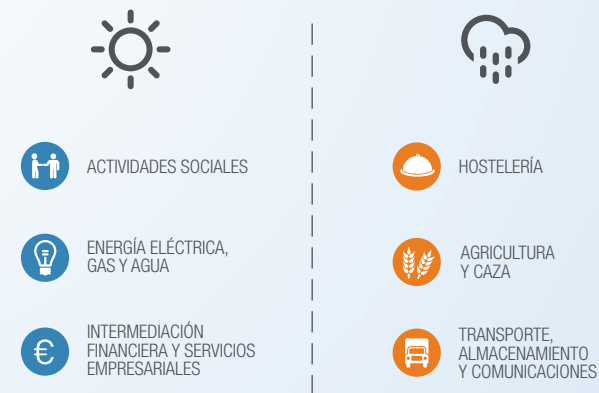 ACTIVIDADES SOCIALES
ENERGÍA ELÉCTRICA,
GAS Y AGUA
€
INTERMEDIACIÓN
FINANCIERA Y SERVICIOS
EMPRESARIALES
HOSTELERÍA
AGRICULTURA
Y CAZA
TRANSPORTE,
ALMACENAMIENTO
Y COMUNICACIONES